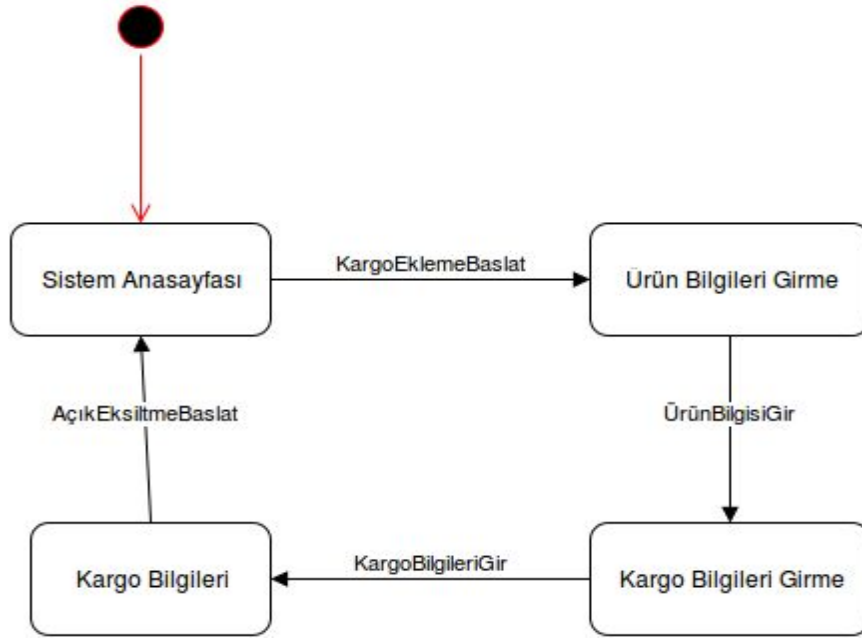 Sistem Anasayfası
KargoEklemeBaslat
Ürün Bilgileri Girme
AçıkEksiltmeBaslat
ÜrünBilgisiGir
Kargo Bilgileri
KargoBilgileriGir
Kargo Bilgileri Girme